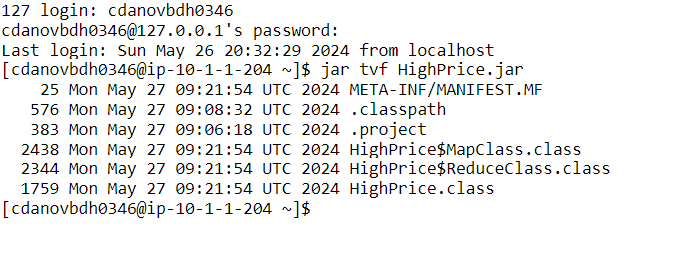 127 login: cdanovbdh0346
cdanovbdh0346@127.0.0.1's password:
Last login: Sun May 26 20:32:29 2024 from localhost
[cdanovbdh0346@ip-10-1-1-204 ~]$ jar tvf HighPrice.jar
    25 Mon May 27 09:21:54 UTC 2024 META-INF/MANIFEST.MF
   576 Mon May 27 09:08:32 UTC 2024 .classpath
   383 Mon May 27 09:06:18 UTC 2024 .project
  2438 Mon May 27 09:21:54 UTC 2024 HighPrice$MapClass.class
  2344 Mon May 27 09:21:54 UTC 2024 HighPrice$ReduceClass.class
  1759 Mon May 27 09:21:54 UTC 2024 HighPrice.class
[cdanovbdh0346@ip-10-1-1-204 ~]$